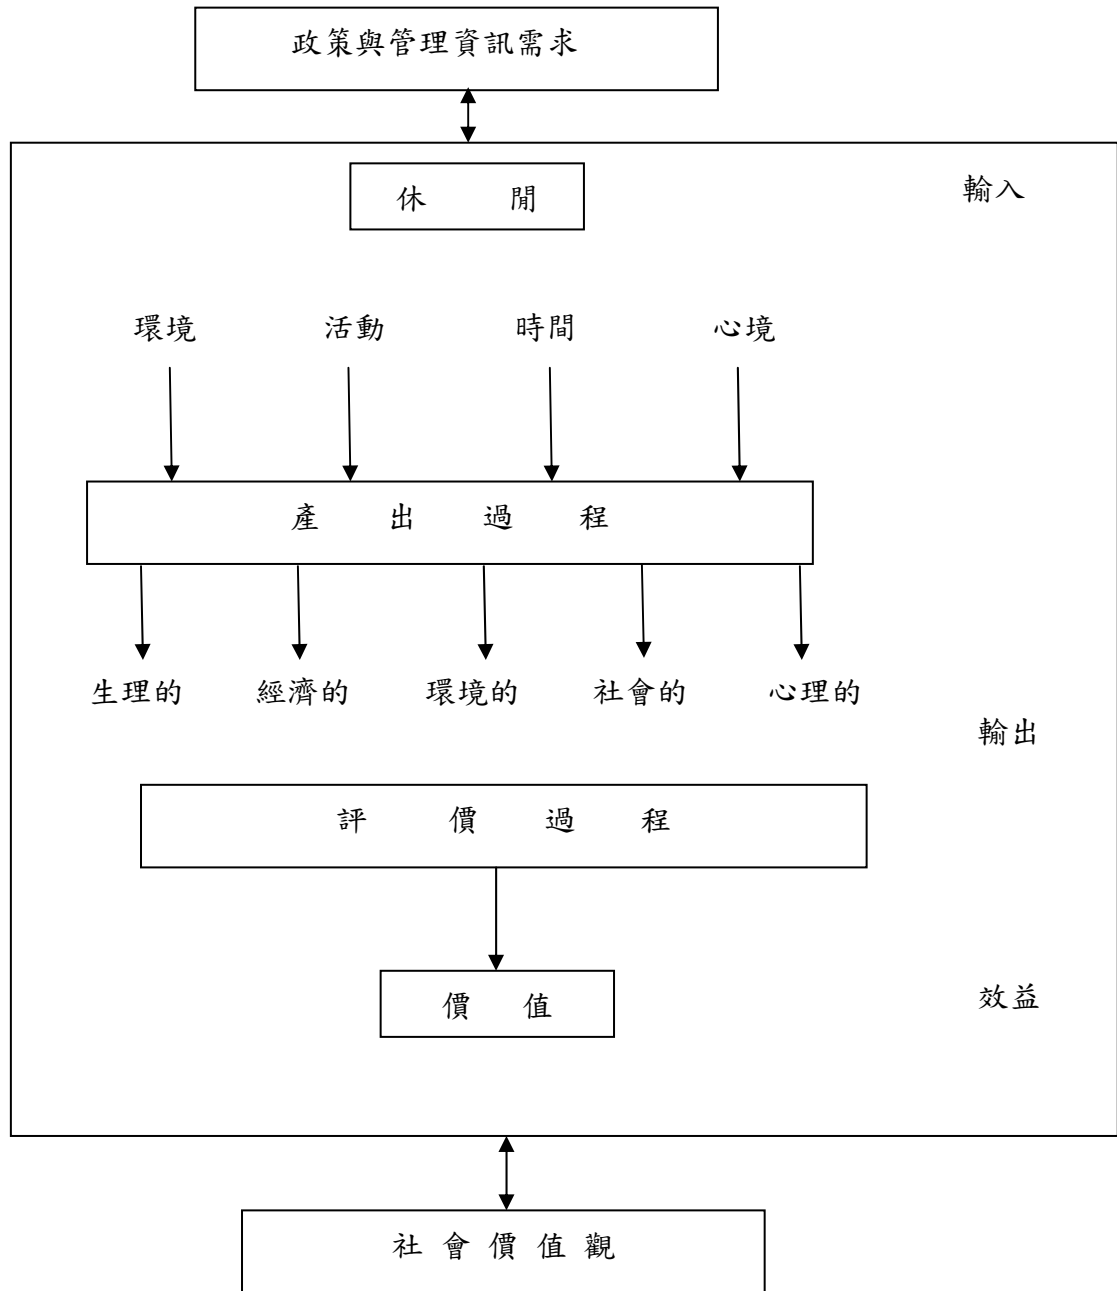 政策與管理資訊需求
休 閒
輸入
環境 活動 時間 心境
產 出 過 程
生理的 經濟的 環境的 社會的 心理的
輸出
評 價 過 程
價 值
效益
社 會 價 值 觀